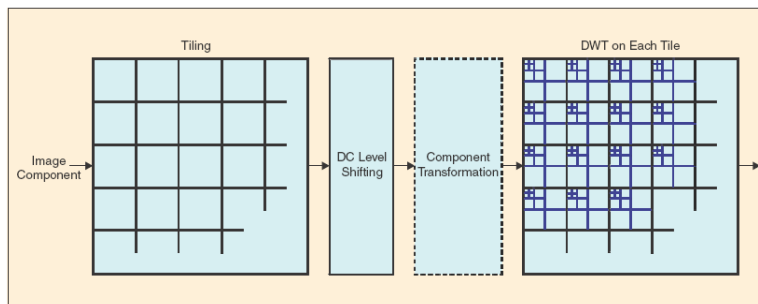 Tiling
DWT on Each Tile
Image
Component
DC Level
Shifting
Component
Transformation